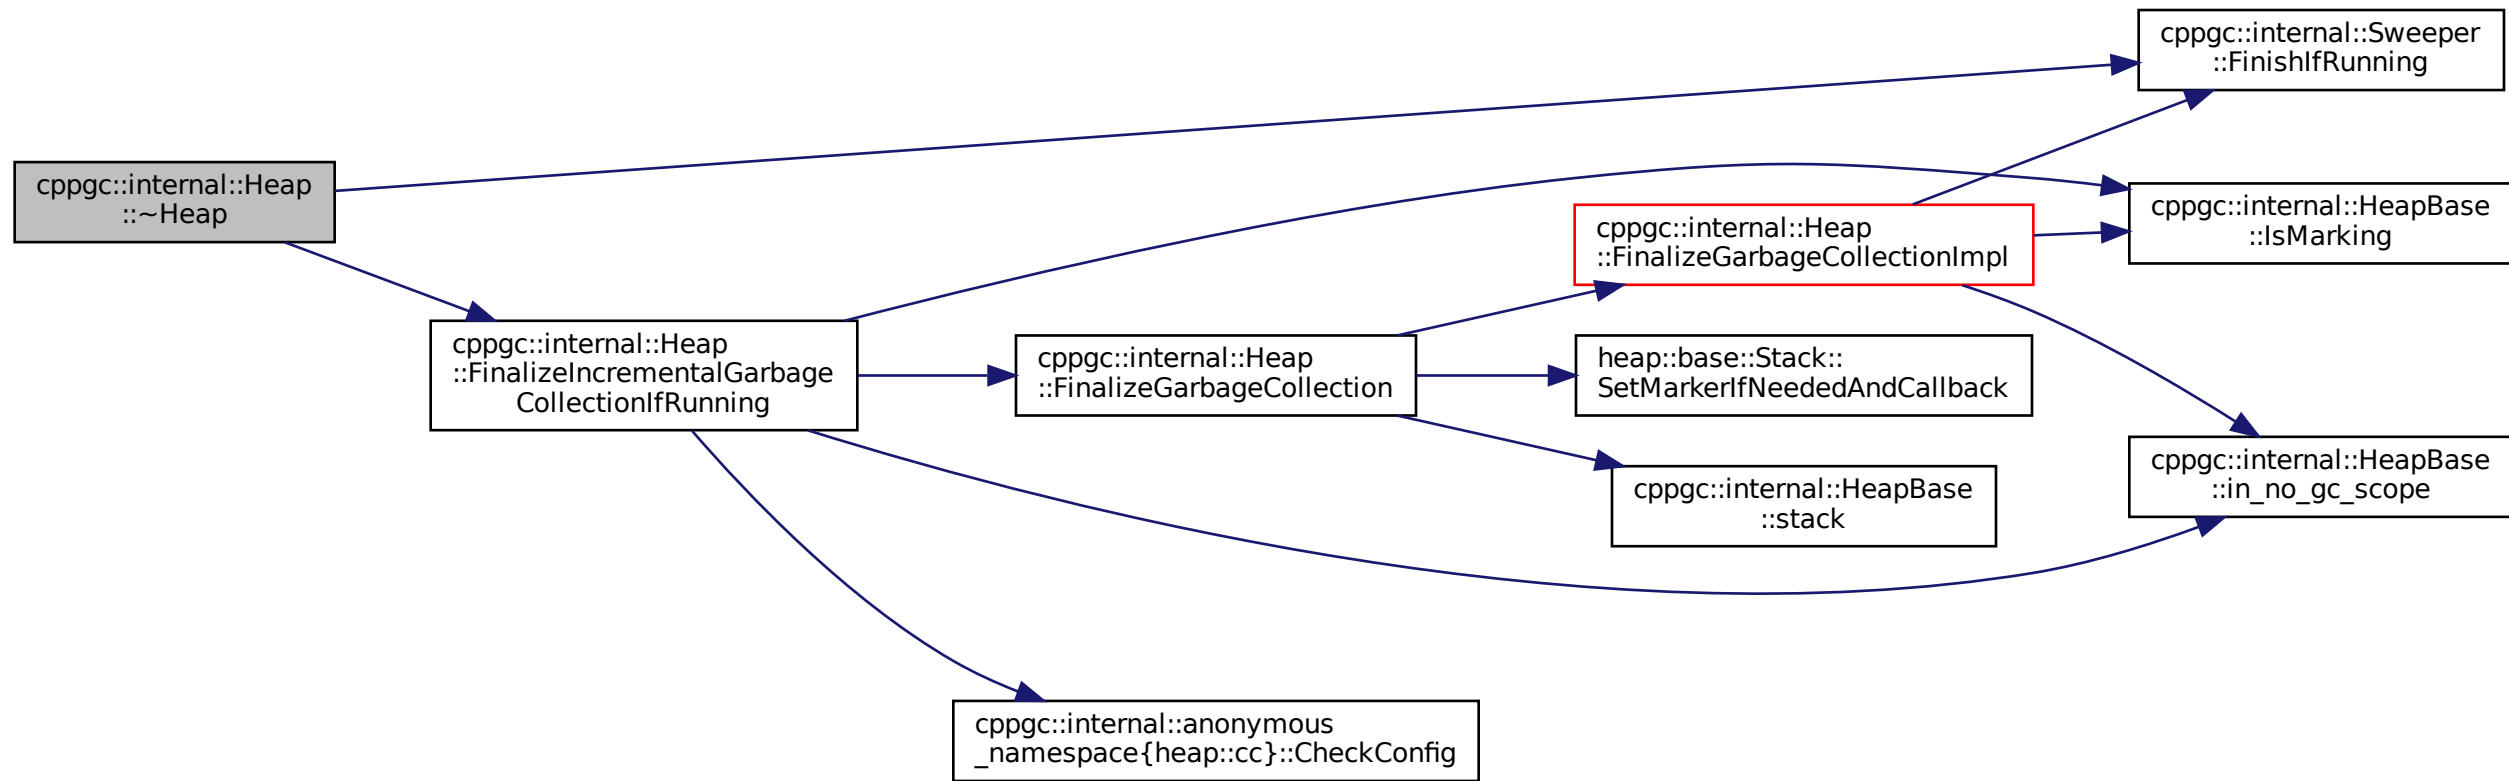 cppgc::internal::Heap
::~Heap
cppgc::internal::Heap
::FinalizeIncrementalGarbage
CollectionIfRunning
cppgc::internal::Heap
::FinalizeGarbageCollection
cppgc::internal::anonymous
_namespace{heap::cc}::CheckConfig
cppgc::internal::Heap
::FinalizeGarbageCollectionImpl
heap::base::Stack::
SetMarkerIfNeededAndCallback
cppgc::internal::HeapBase
::stack
cppgc::internal::Sweeper
::FinishIfRunning
cppgc::internal::HeapBase
::IsMarking
cppgc::internal::HeapBase
::in_no_gc_scope